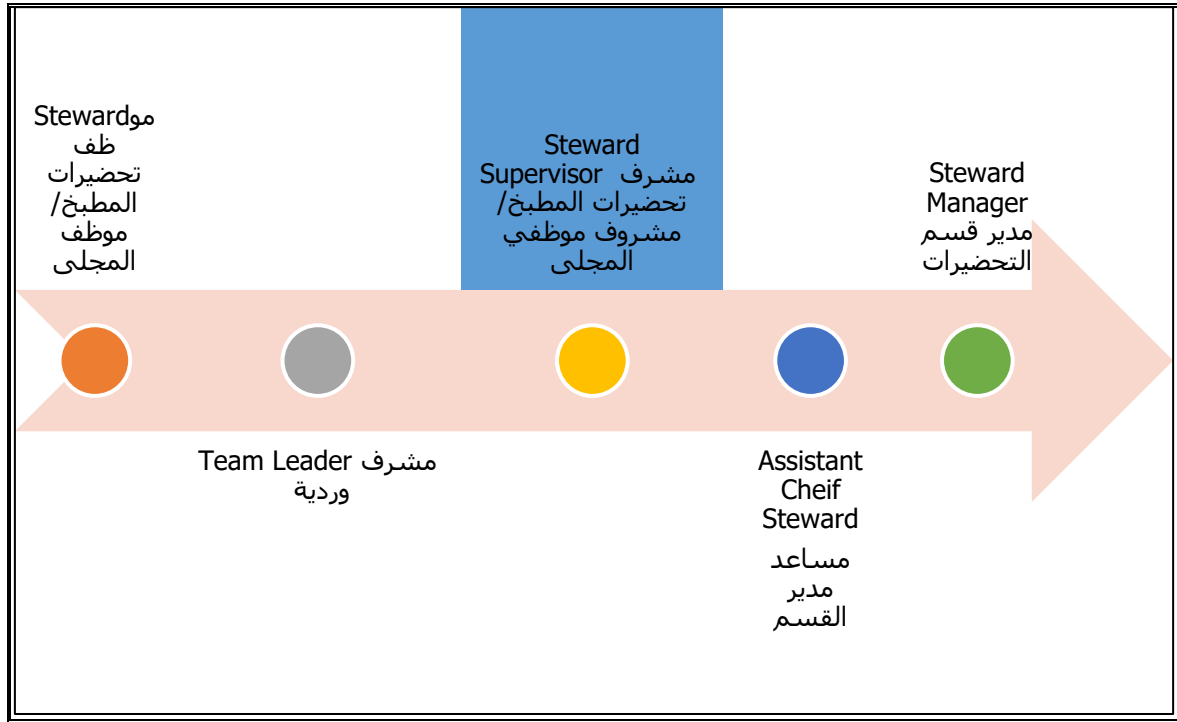 Stewardمو
ظف
تحضيرات
المطبخ/
موظف
المجلى
Team Leader مشرف
وردية
Steward
Supervisor مشرف
تحضيرات المطبخ/
مشروف موظفي
المجلى
Assistant
Cheif
Steward
مساعد
مدير
القسم
Steward
Manager
مدير قسم
التحضيرات